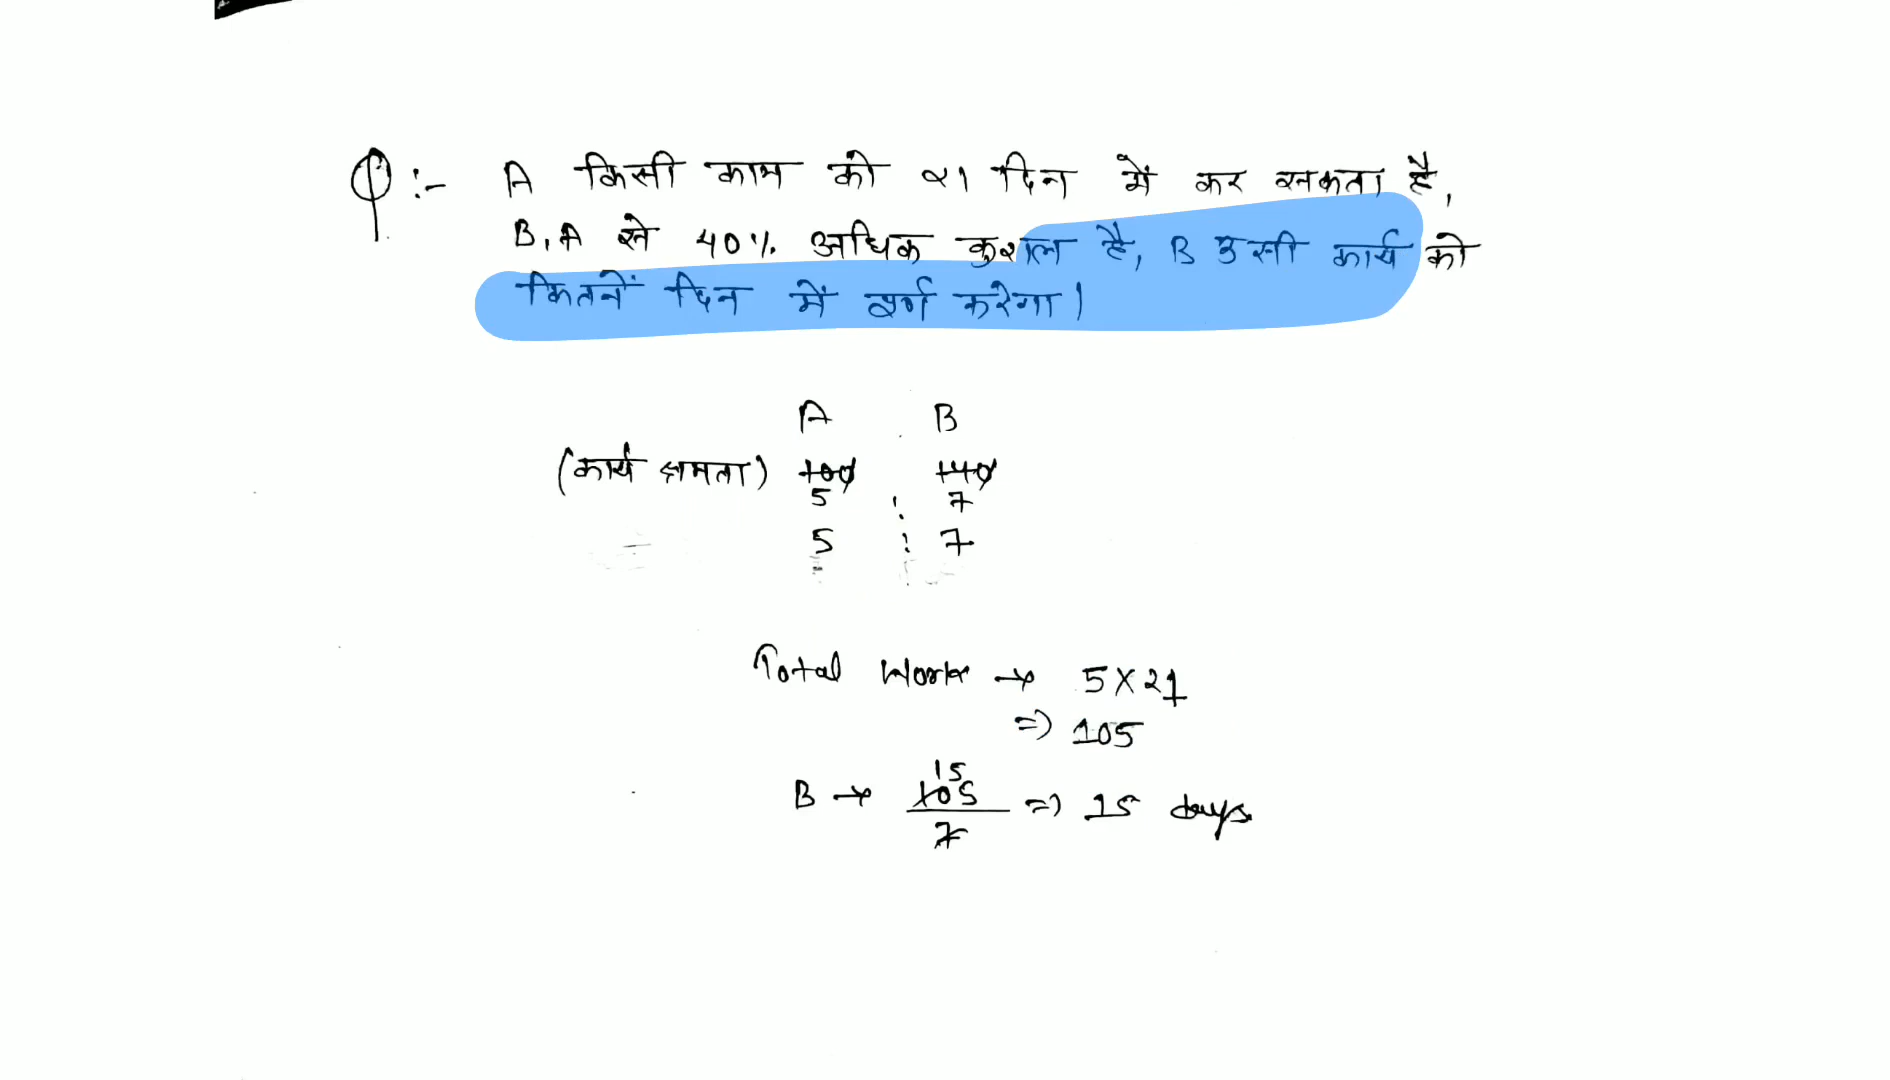 Q:- A किसी काम को २१ दिन में कर सकता है,
B, A से 40% अधिक कुशल है, B उसी कार्य को
कितनें दिन में पूर्ण करेगा।
A B
(कार्य क्षमता) 100 140
5 : 7
5 : 7
Total Work → 5×21
=> 105
15
B → 105/7 => 15 days